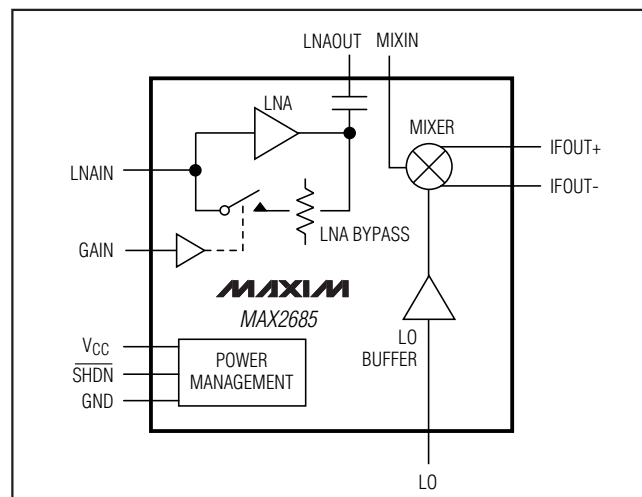 LNAOUT MIXIN
LNA
MIXER
IFOUT+
LNAIN
IFOUT-
LNA BYPASS
GAIN
MAXIM
MAX2685
LO
BUFFER
VCC
SHDN
GND
POWER
MANAGEMENT
LO